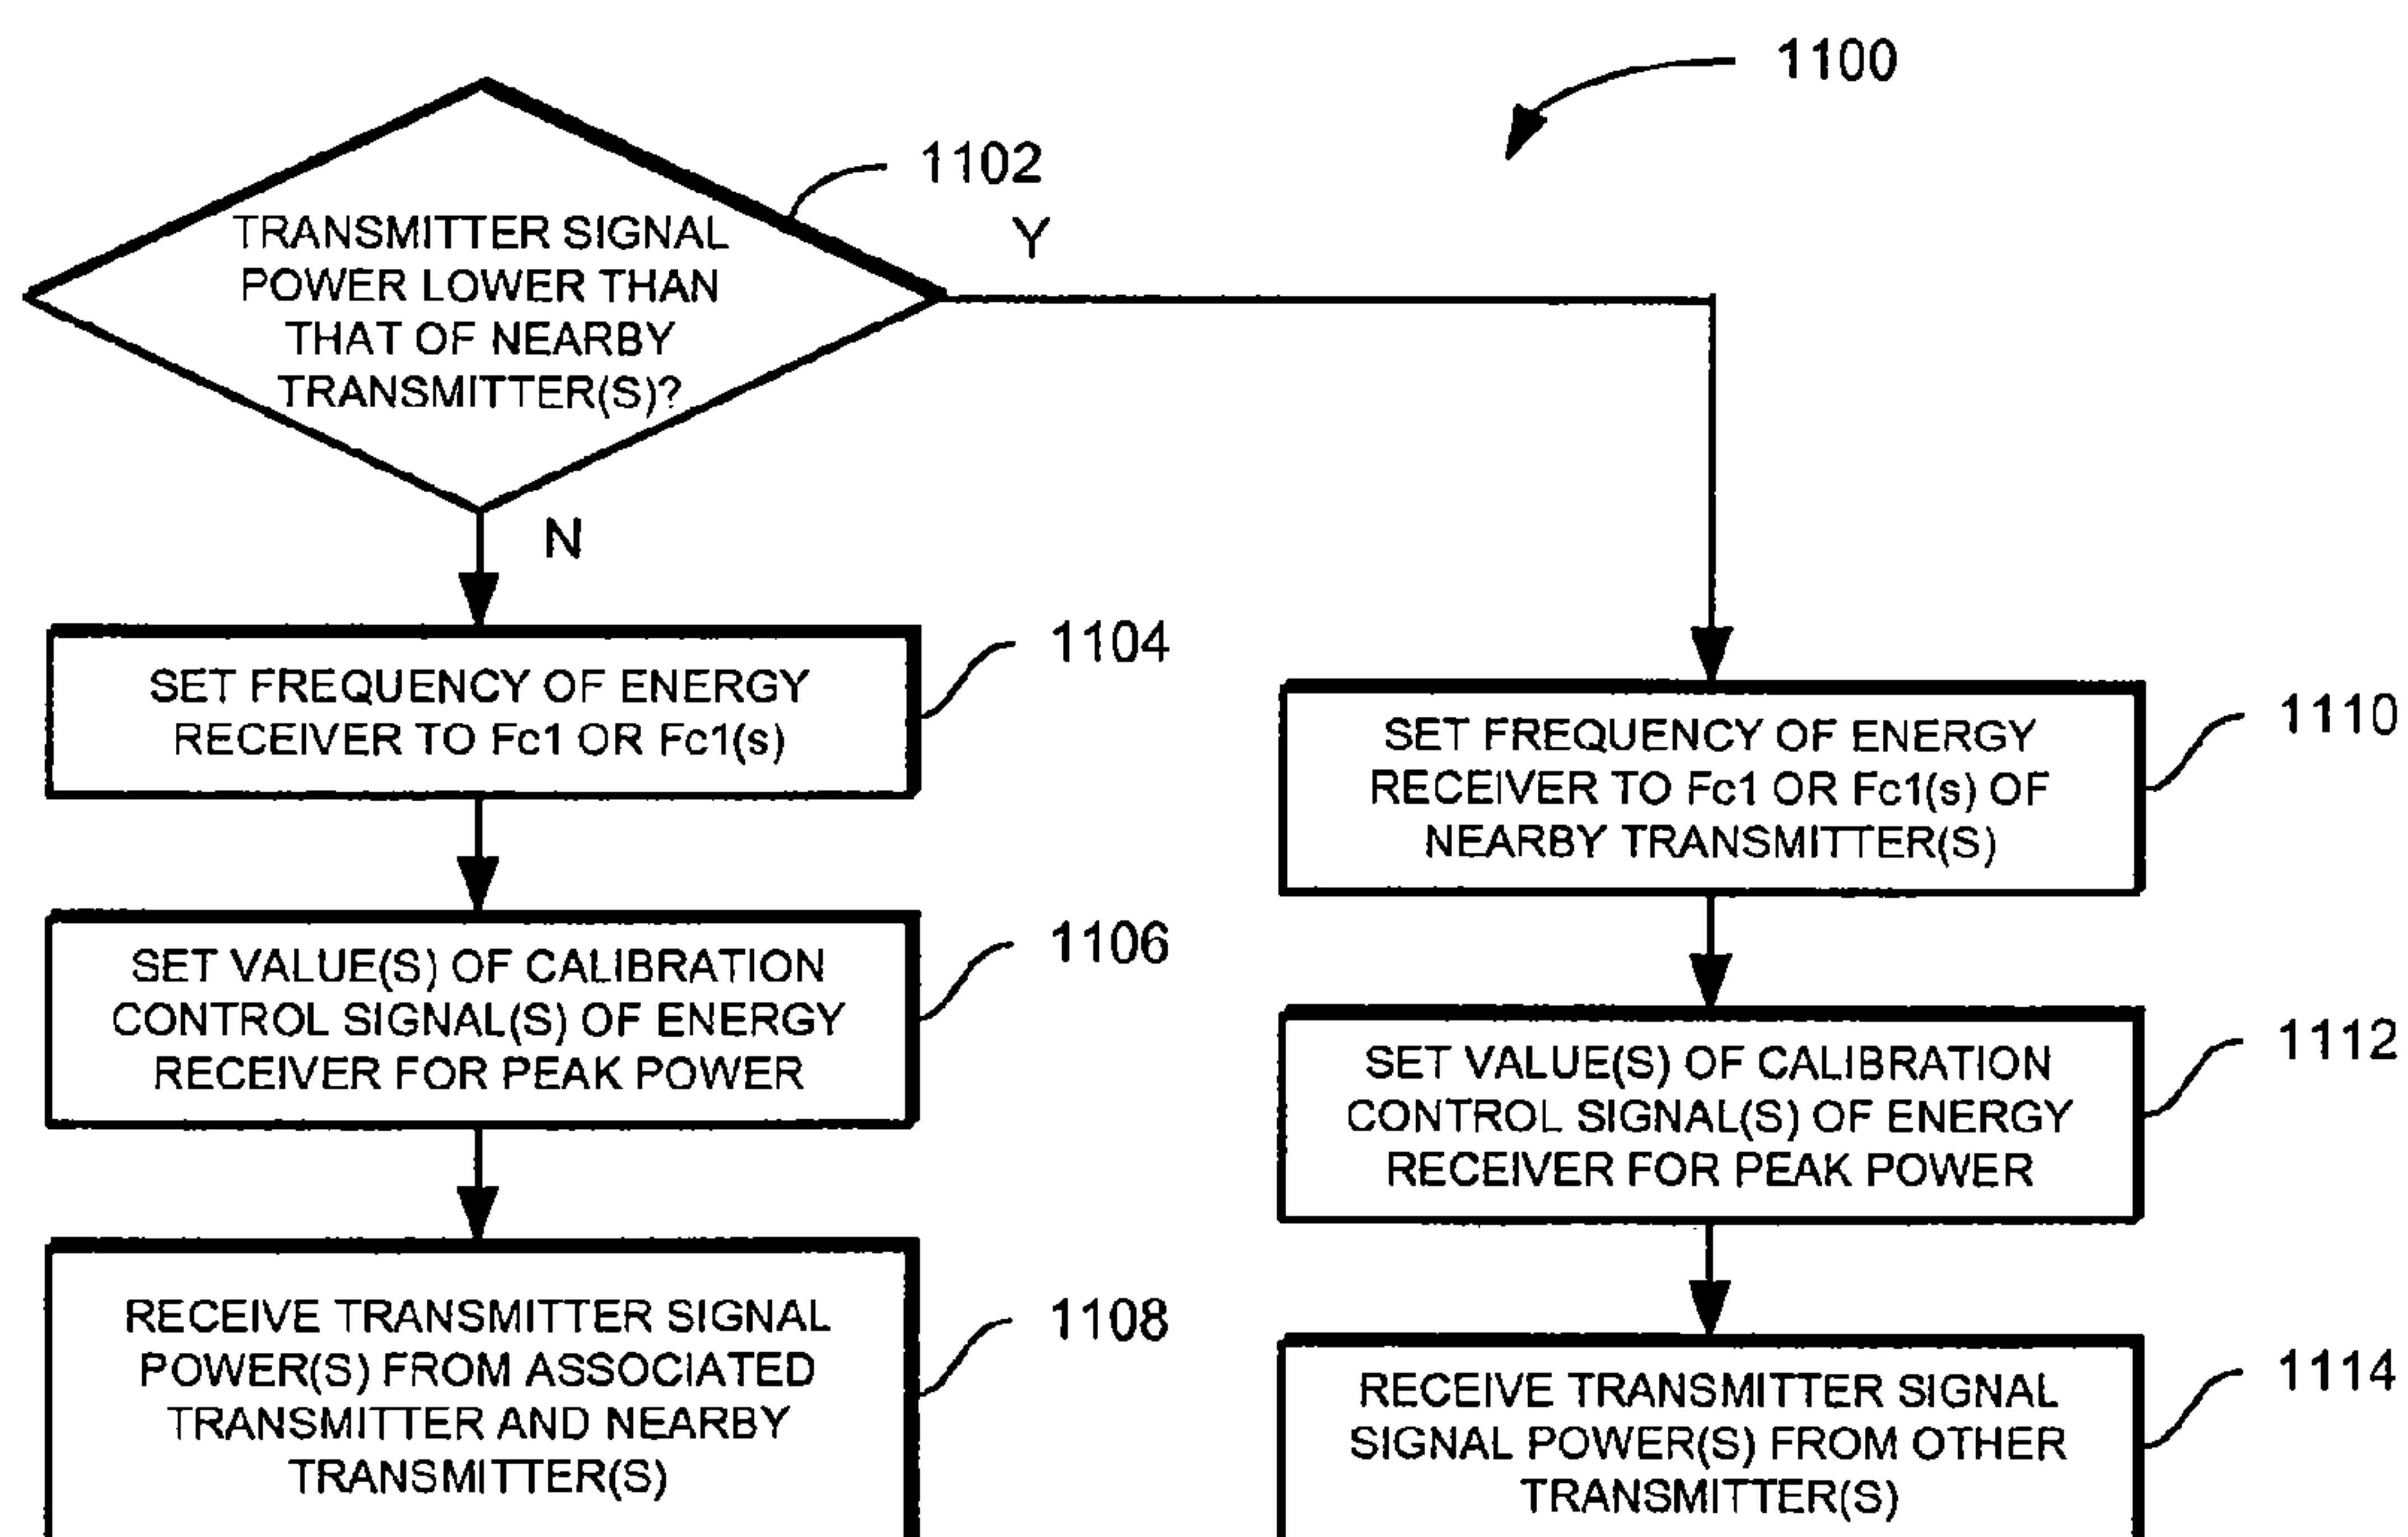 1100
1102
TRANSMITTER SIGNAL
POWER LOWER THAN
THAT OF NEARBY
TRANSMITTER(S)?
Y
N
1104
SET FREQUENCY OF ENERGY
RECEIVER TO Fc1 OR Fc1(s)
1106
SET VALUE(S) OF CALIBRATION
CONTROL SIGNAL(S) OF ENERGY
RECEIVER FOR PEAK POWER
1108
RECEIVE TRANSMITTER SIGNAL
POWER(S) FROM ASSOCIATED
TRANSMITTER AND NEARBY
TRANSMITTER(S)
1110
SET FREQUENCY OF ENERGY
RECEIVER TO Fc1 OR Fc1(s) OF
NEARBY TRANSMITTER(S)
1112
SET VALUE(S) OF CALIBRATION
CONTROL SIGNAL(S) OF ENERGY
RECEIVER FOR PEAK POWER
1114
RECEIVE TRANSMITTER SIGNAL
SIGNAL POWER(S) FROM OTHER
TRANSMITTER(S)